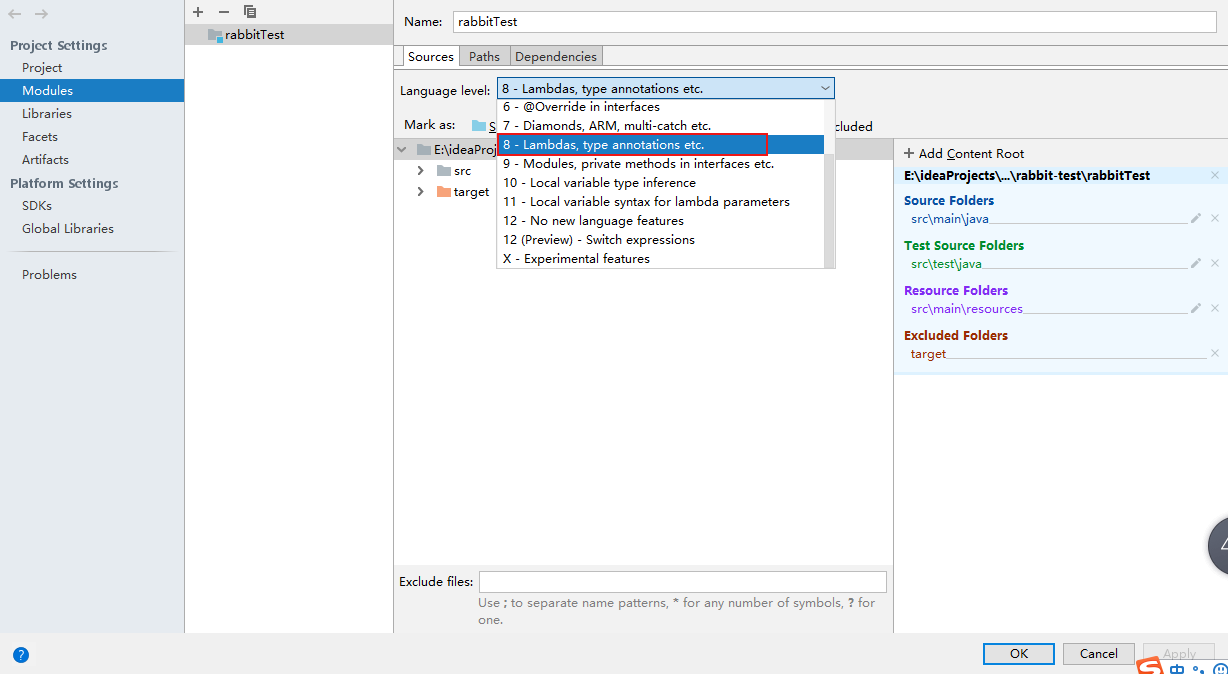 Project Settings
Project
Modules
Libraries
Facets
Artifacts
Platform Settings
SDKs
Global Libraries
Problems
rabbitTest
Name: rabbitTest
Sources Paths Dependencies
Language level: 8 - Lambdas, type annotations etc.
6 - @Override in interfaces
7 - Diamonds, ARM, multi-catch etc.
8 - Lambdas, type annotations etc.
9 - Modules, private methods in interfaces etc.
10 - Local variable type inference
11 - Local variable syntax for lambda parameters
12 - No new language features
12 (Preview) - Switch expressions
X - Experimental features
Mark as: S cluded
E:\ideaProj
src
target
Exclude files:
Use ; to separate name patterns, * for any number of symbols, ? for
one.
+ Add Content Root
E:\ideaProjects\...\rabbit-test\rabbitTest
Source Folders
src\main\java
Test Source Folders
src\test\java
Resource Folders
src\main\resources
Excluded Folders
target
?
OK Cancel Apply
S 中